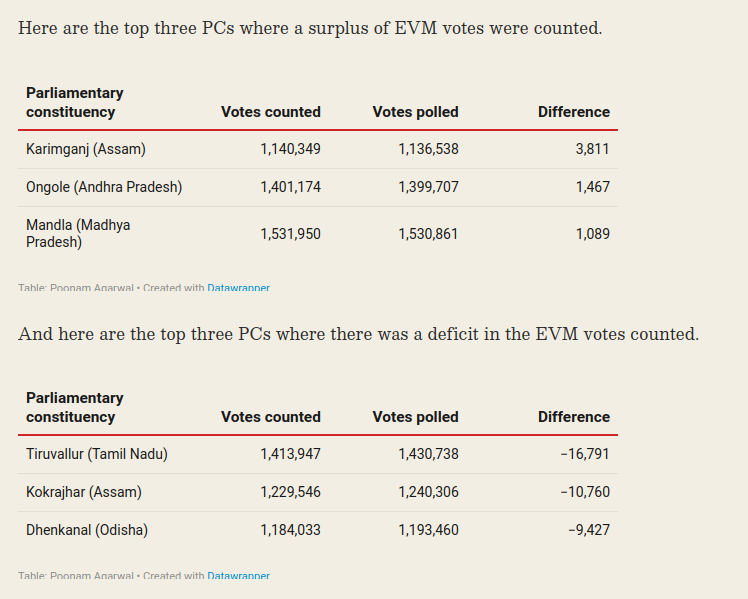 Here are the top three PCs where a surplus of EVM votes were counted.
Parliamentary
constituency Votes counted Votes polled Difference
Karimganj (Assam) 1,140,349 1,136,538 3,811
Ongole (Andhra Pradesh) 1,401,174 1,399,707 1,467
Mandla (Madhya
Pradesh) 1,531,950 1,530,861 1,089
Table: Poonam Agarwal • Created with Datawrapper
And here are the top three PCs where there was a deficit in the EVM votes counted.
Parliamentary
constituency Votes counted Votes polled Difference
Tiruvallur (Tamil Nadu) 1,413,947 1,430,738 −16,791
Kokrajhar (Assam) 1,229,546 1,240,306 −10,760
Dhenkanal (Odisha) 1,184,033 1,193,460 −9,427
Table: Poonam Agarwal • Created with Datawrapper